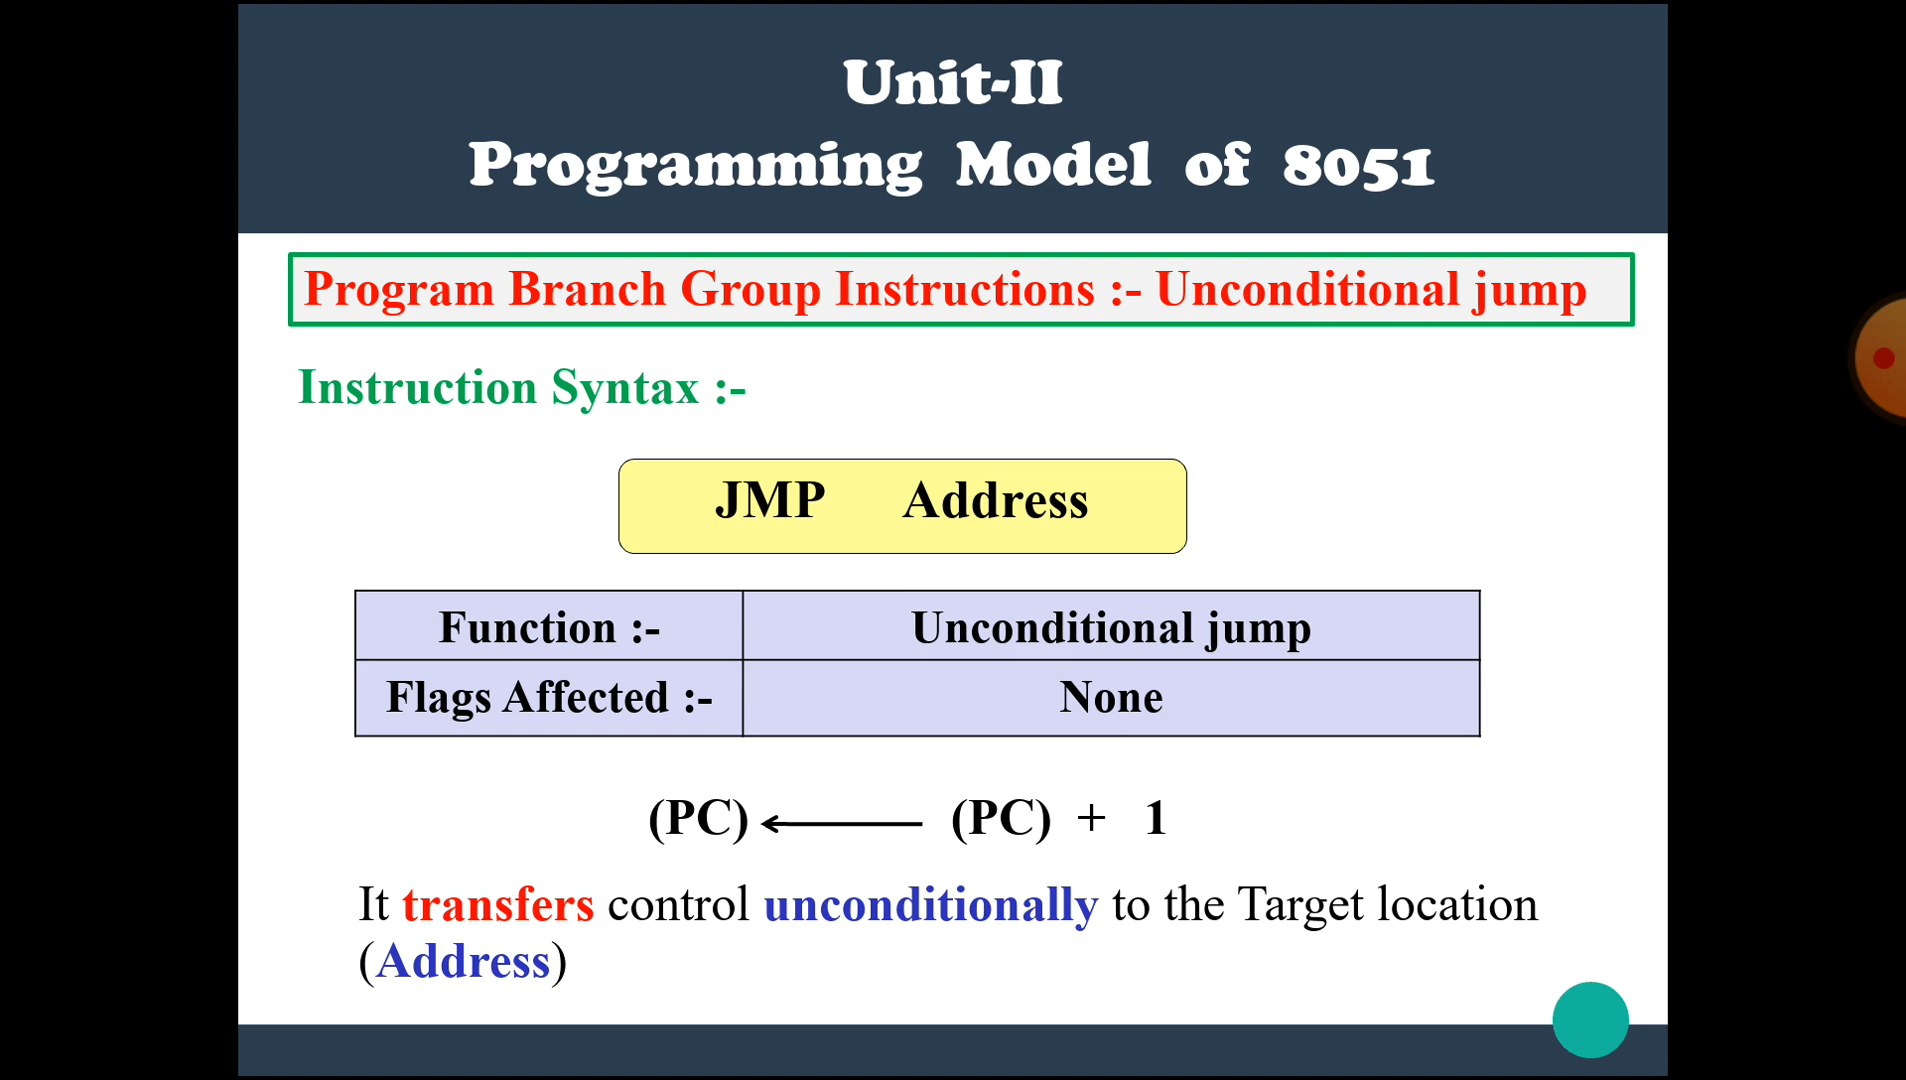 Unit-II
Programming Model of 8051
Program Branch Group Instructions :- Unconditional jump
Instruction Syntax :-
JMP Address
Function :- Unconditional jump
Flags Affected :- None
(PC) ← (PC) + 1
It transfers control unconditionally to the Target location
(Address)